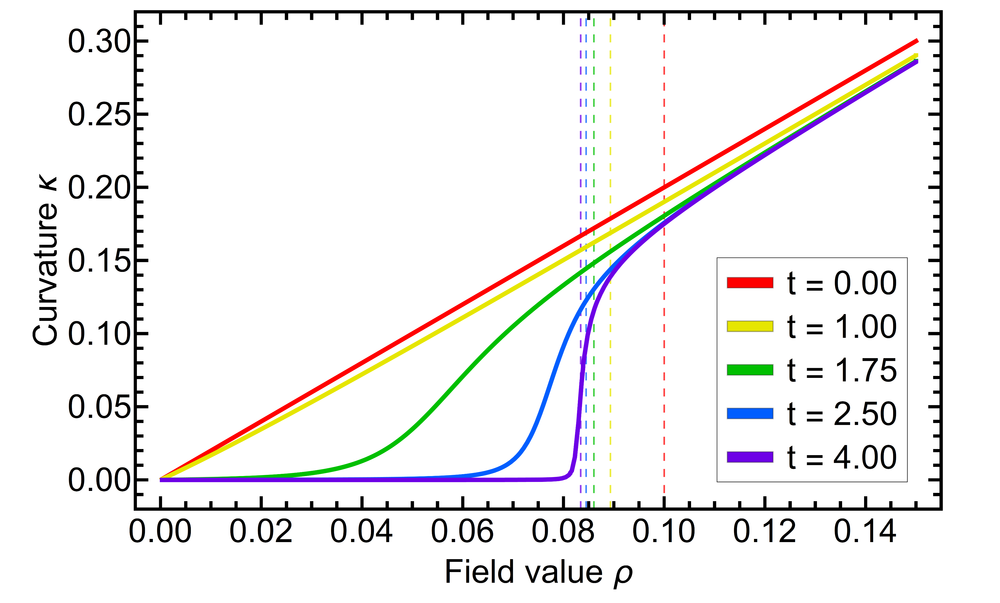 0.30
0.25
0.20
0.15
0.10
0.05
0.00
Curvature κ
t = 0.00
t = 1.00
t = 1.75
t = 2.50
t = 4.00
0.00 0.02 0.04 0.06 0.08 0.10 0.12 0.14
Field value ρ